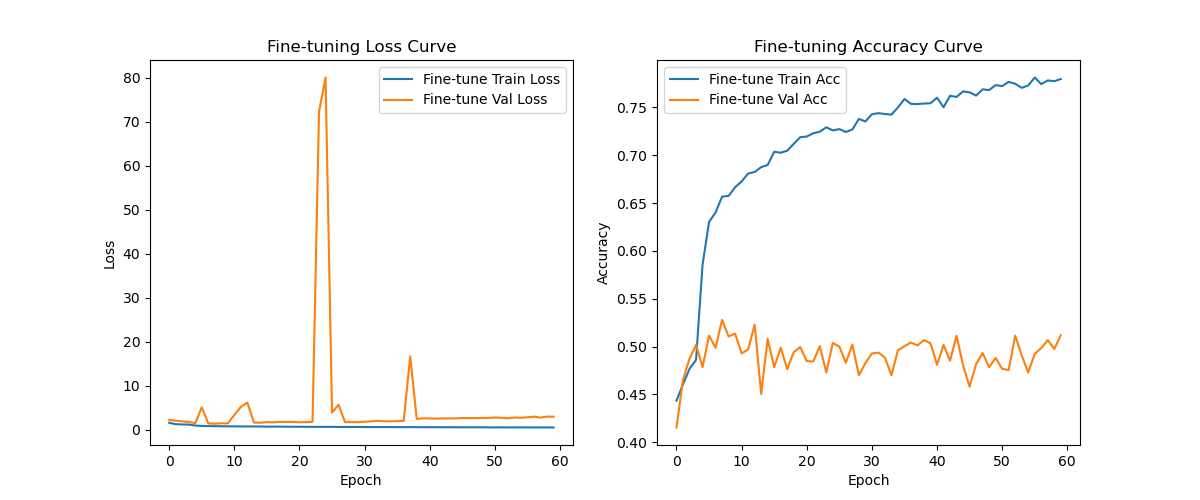 Fine-tuning Loss Curve
Fine-tune Train Loss
Fine-tune Val Loss
80
70
60
50
40
30
20
10
0
Loss
0 10 20 30 40 50 60
Epoch
Fine-tuning Accuracy Curve
Fine-tune Train Acc
Fine-tune Val Acc
0.75
0.70
0.65
0.60
0.55
0.50
0.45
0.40
Accuracy
0 10 20 30 40 50 60
Epoch